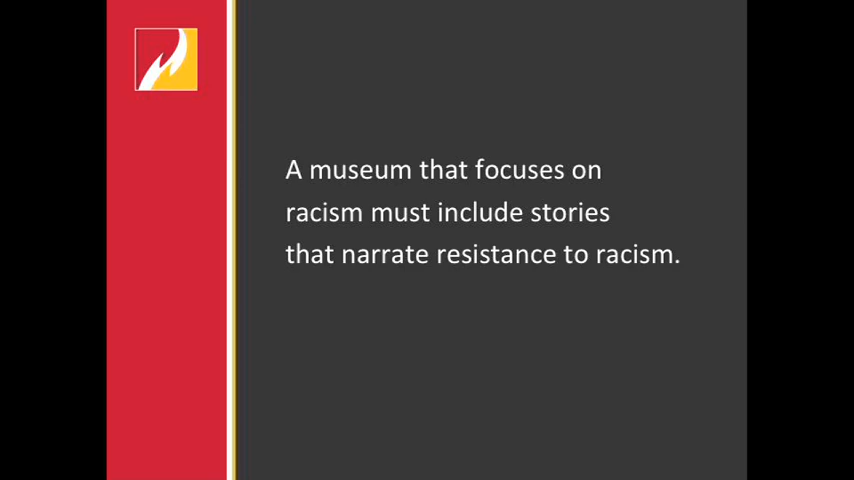 A museum that focuses on
racism must include stories
that narrate resistance to racism.